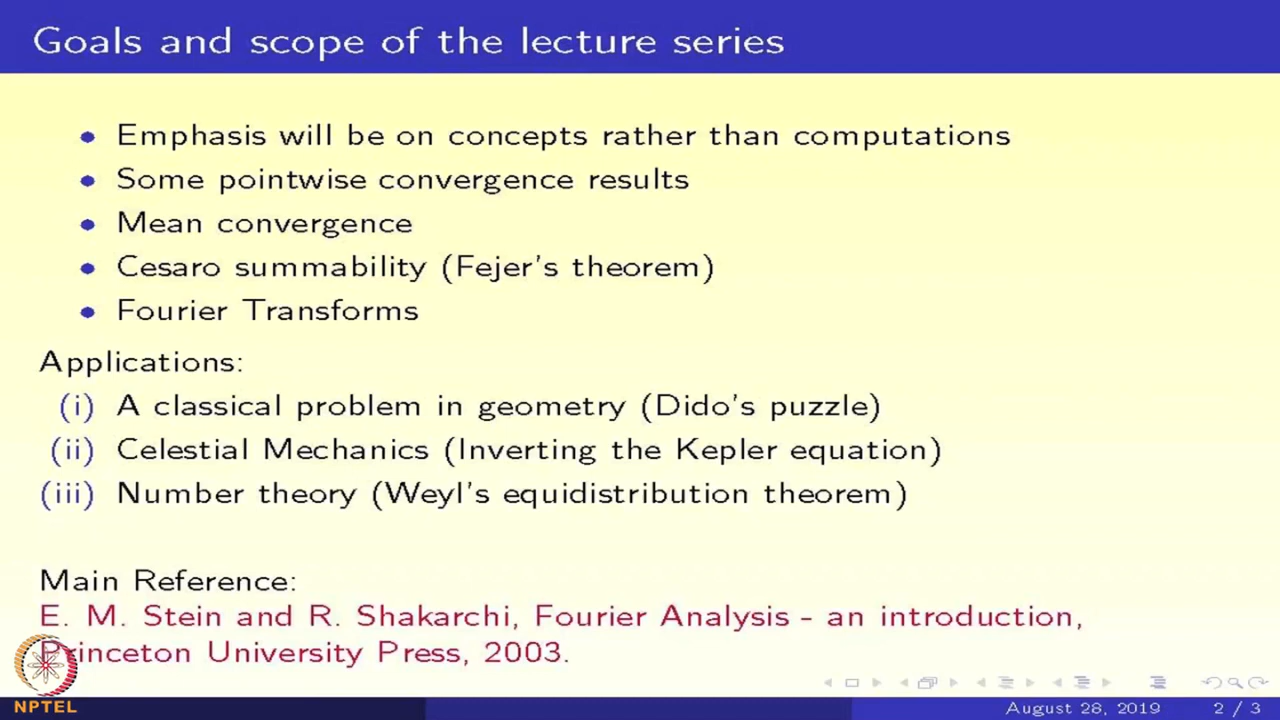 Goals and scope of the lecture series
• Emphasis will be on concepts rather than computations
• Some pointwise convergence results
• Mean convergence
• Cesaro summability (Fejer's theorem)
• Fourier Transforms
Applications:
(i) A classical problem in geometry (Dido's puzzle)
(ii) Celestial Mechanics (Inverting the Kepler equation)
(iii) Number theory (Weyl's equidistribution theorem)
Main Reference:
E. M. Stein and R. Shakarchi, Fourier Analysis - an introduction,
Princeton University Press, 2003.
NPTEL
August 28, 2019 2 / 3